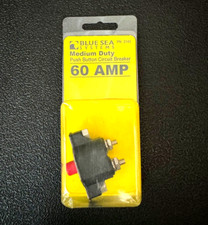 BLUE SEA
SYSTEMS
Medium Duty
Push Button Circuit Breaker
60 AMP